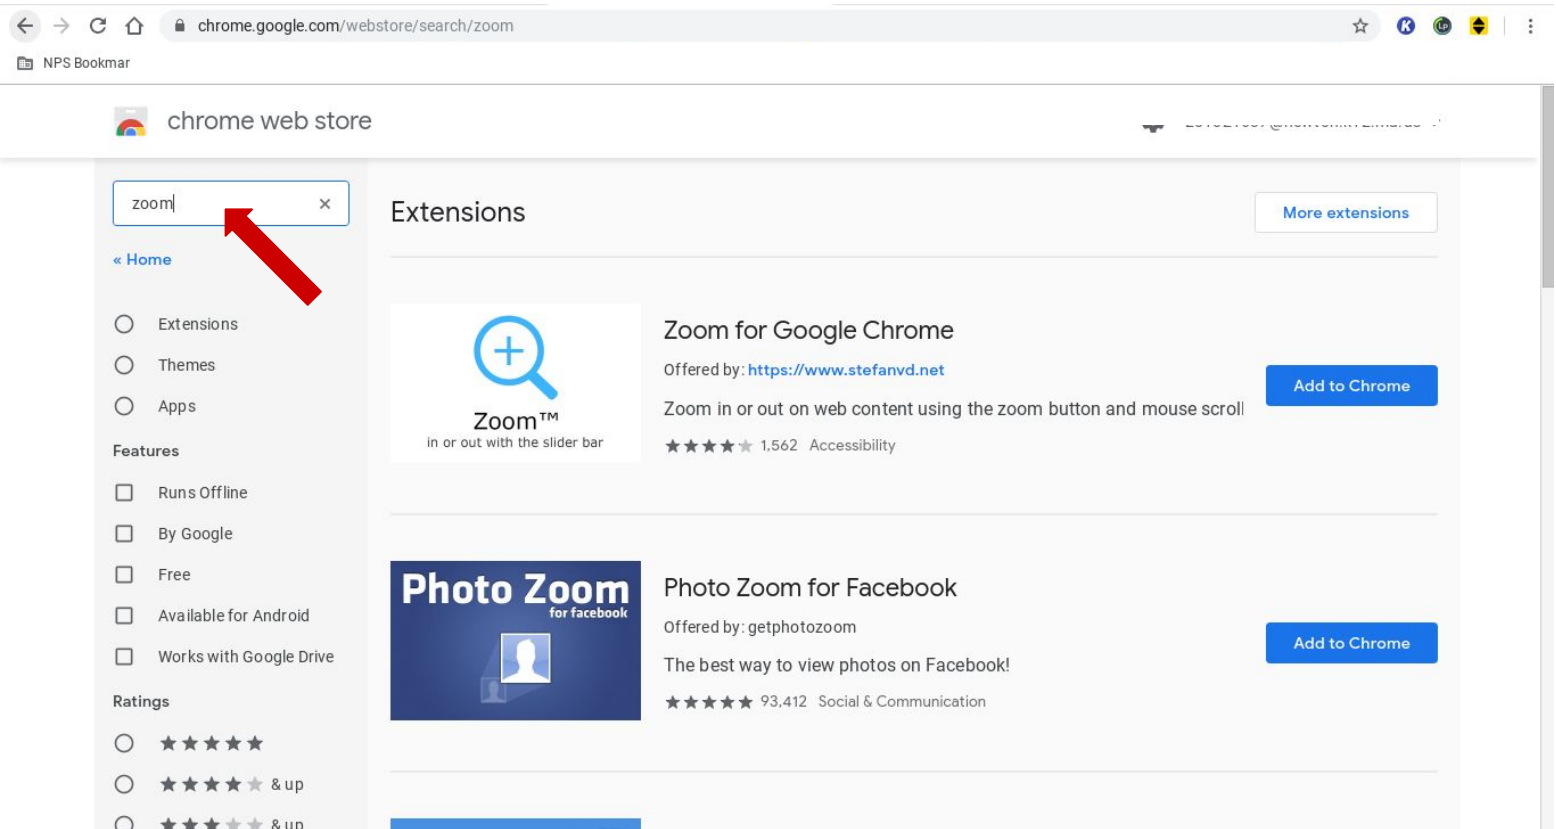 chrome.google.com/webstore/search/zoom
NPS Bookmar
chrome web store
zoom
« Home
Extensions
Themes
Apps
Features
Runs Offline
By Google
Free
Available for Android
Works with Google Drive
Ratings
& up
& up
Extensions
More extensions
Zoom™
in or out with the slider bar
Zoom for Google Chrome
Offered by: https://www.stefanvd.net
Zoom in or out on web content using the zoom button and mouse scroll
1,562 Accessibility
Add to Chrome
Photo Zoom
for facebook
Photo Zoom for Facebook
Offered by: getphotozoom
The best way to view photos on Facebook!
93,412 Social & Communication
Add to Chrome